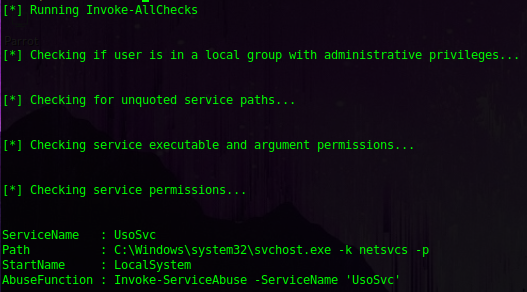 [*] Running Invoke-AllChecks
Parrot
[*] Checking if user is in a local group with administrative privileges...
[*] Checking for unquoted service paths...
[*] Checking service executable and argument permissions...
[*] Checking service permissions...
ServiceName   : UsoSvc
Path          : C:\Windows\system32\svchost.exe -k netsvcs -p
StartName     : LocalSystem
AbuseFunction : Invoke-ServiceAbuse -ServiceName 'UsoSvc'